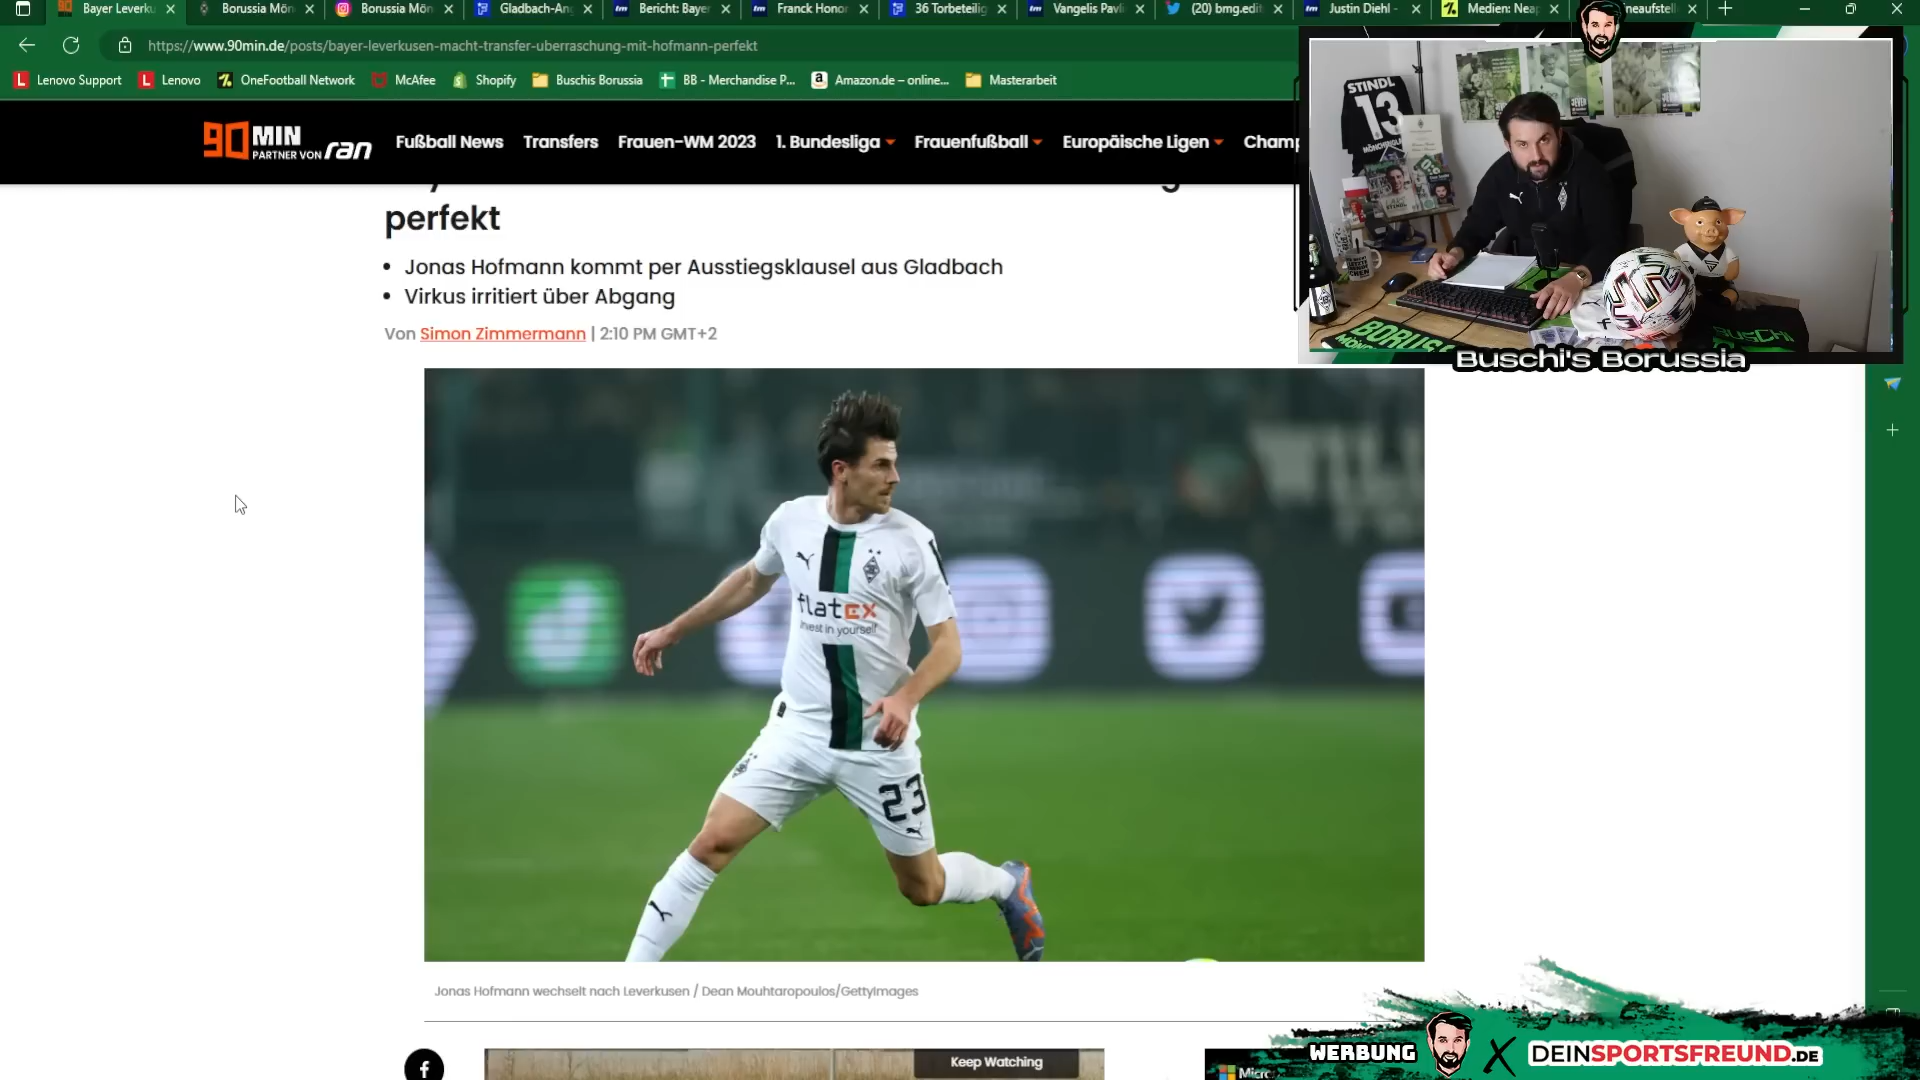 Bayer Leverku
Borussia Mön
Borussia Mön
Gladbach-An
Bericht: Baye
Franck Honor
36 Torbeteilig
Vangelis Pavli
(20) bmg.edit
Justin Diehl -
Medien: Neap
neaufstell
https://www.90min.de/posts/bayer-leverkusen-macht-transfer-uberraschung-mit-hofmann-perfekt
Lenovo Support
Lenovo
OneFootball Network
McAfee
Shopify
Buschis Borussia
BB - Merchandise P...
Amazon.de – online...
Masterarbeit
90MIN
PARTNER VON ran
Fußball News
Transfers
Frauen-WM 2023
1. Bundesliga
Frauenfußball
Europäische Ligen
Champ
perfekt
• Jonas Hofmann kommt per Ausstiegsklausel aus Gladbach
• Virkus irritiert über Abgang
Von Simon Zimmermann | 2:10 PM GMT+2
STINDL
13
BUSCHI
Buschi's Borussia
flatex
invest in yourself
23
Jonas Hofmann wechselt nach Leverkusen / Dean Mouhtaropoulos/GettyImages
Keep Watching
Micro
WERBUNG
X
DEINSPORTSFREUND.DE